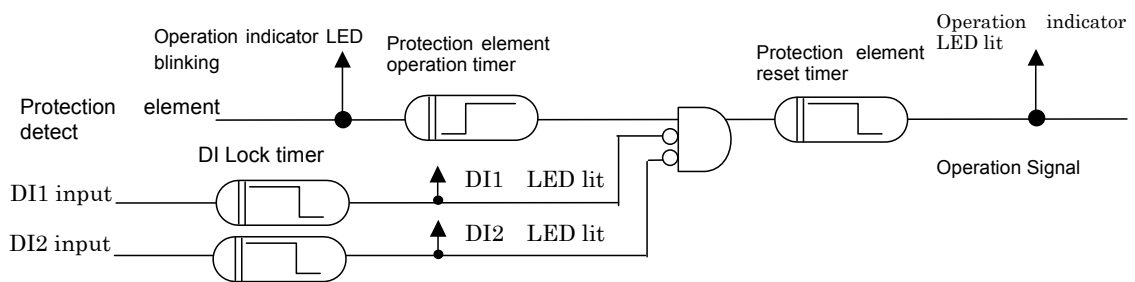 Operation indicator LED
blinking
Protection element
operation timer
Protection element
reset timer
Operation indicator
LED lit
Protection element
detect
DI Lock timer
DI1 input
DI1 LED lit
Operation Signal
DI2 input
DI2 LED lit